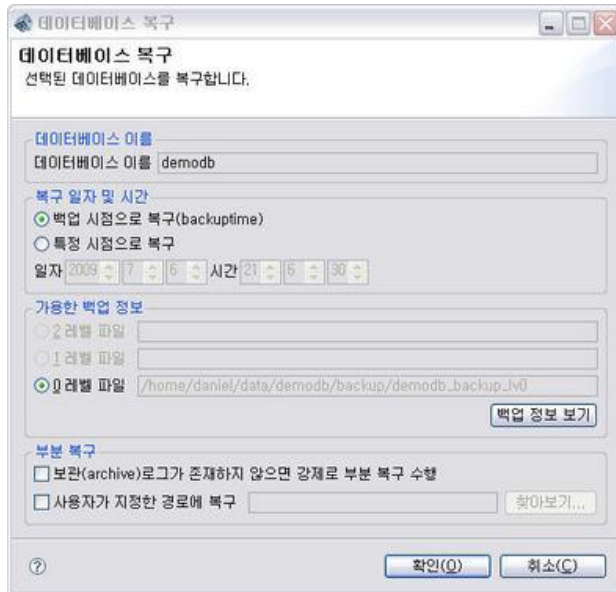 데이터베이스 복구
데이터베이스 복구
선택된 데이터베이스를 복구합니다.
데이터베이스 이름
데이터베이스 이름 demodb
복구 일자 및 시간
백업 시점으로 복구(backuptime)
특정 시점으로 복구
일자 2009 7 6 시간 21 6 30
가용한 백업 정보
2 레벨 파일
1 레벨 파일
0 레벨 파일 /home/daniel/data/demodb/backup/demodb_backup_lv0
백업 정보 보기
부분 복구
보관(archive)로그가 존재하지 않으면 강제로 부분 복구 수행
사용자가 지정한 경로에 복구 찾아보기...
확인(O) 취소(C)